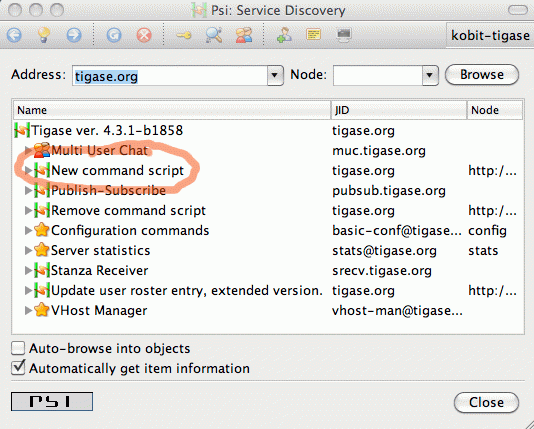 Psi: Service Discovery
kobit-tigase
Address: tigase.org Node: Browse
Name JID Node
Tigase ver. 4.3.1-b1858 tigase.org
Multi User Chat muc.tigase.org
New command script tigase.org http:/...
Publish-Subscribe pubsub.tigase.org
Remove command script tigase.org http:/...
Configuration commands basic-conf@tigase... config
Server statistics stats@tigase.org stats
Stanza Receiver srecv.tigase.org
Update user roster entry, extended version. tigase.org http:/...
VHost Manager vhost-man@tigase...
Auto-browse into objects
Automatically get item information
PSI Close